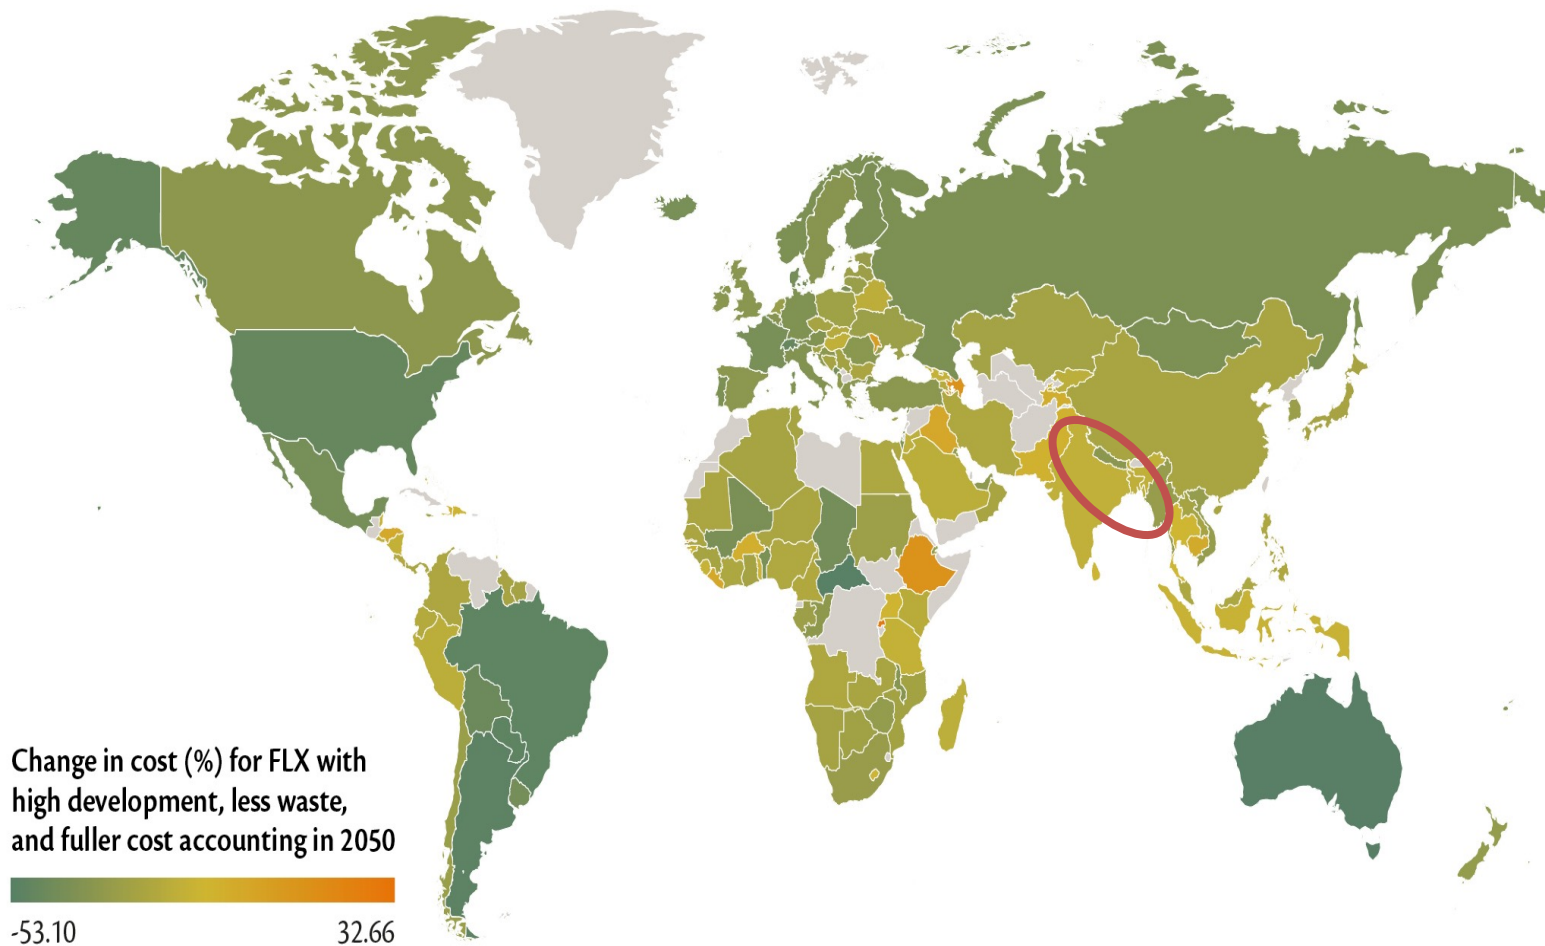 Change in cost (%) for FLX with
high development, less waste,
and fuller cost accounting in 2050
-53.10 32.66